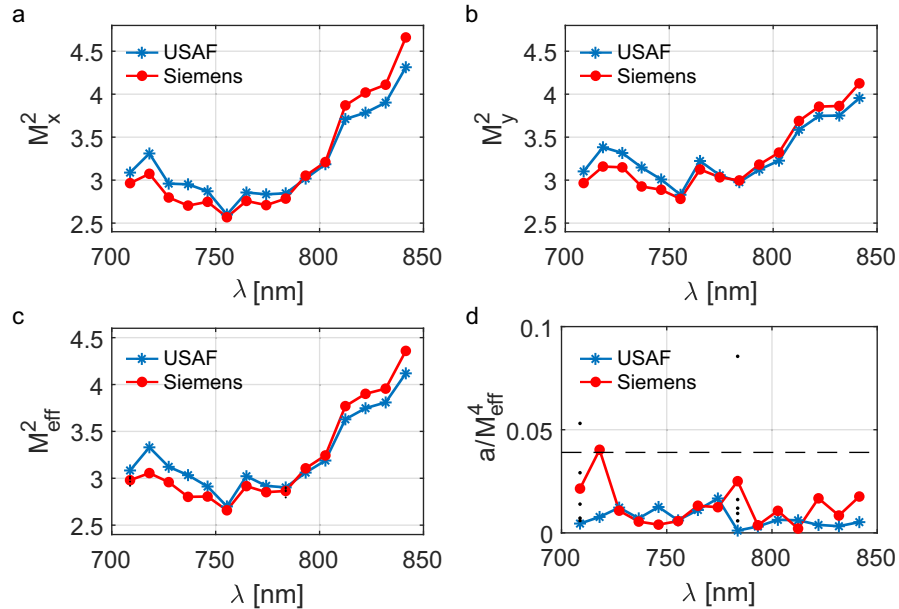 a
4.5
4
3.5
3
2.5
M²ₓ
USAF
Siemens
700
750
800
850
λ [nm]
b
4.5
4
3.5
3
2.5
M²ᵧ
USAF
Siemens
700
750
800
850
λ [nm]
c
4.5
4
3.5
3
2.5
M²eff
USAF
Siemens
700
750
800
850
λ [nm]
d
0.1
0.05
0
a/M⁴eff
USAF
Siemens
700
750
800
850
λ [nm]